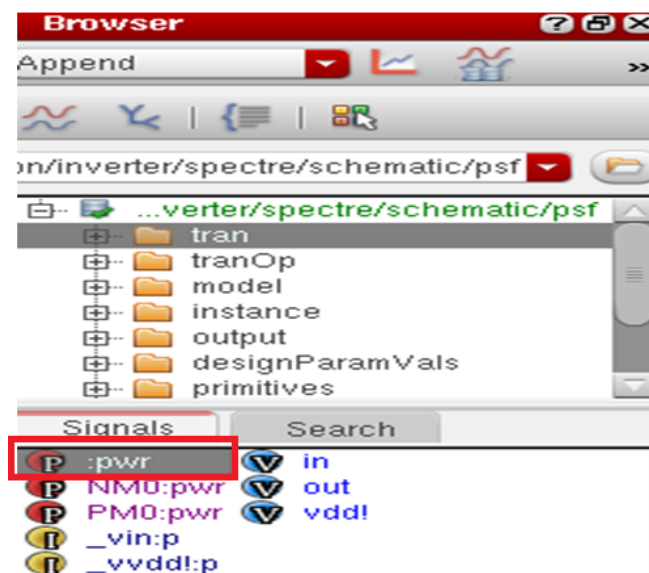 Browser
Append
on/inverter/spectre/schematic/psf
...verter/spectre/schematic/psf
tran
tranOp
model
instance
output
designParamVals
primitives
Signals Search
:pwr in
NM0:pwr out
PM0:pwr vdd!
_vin:p
_vvdd!:p